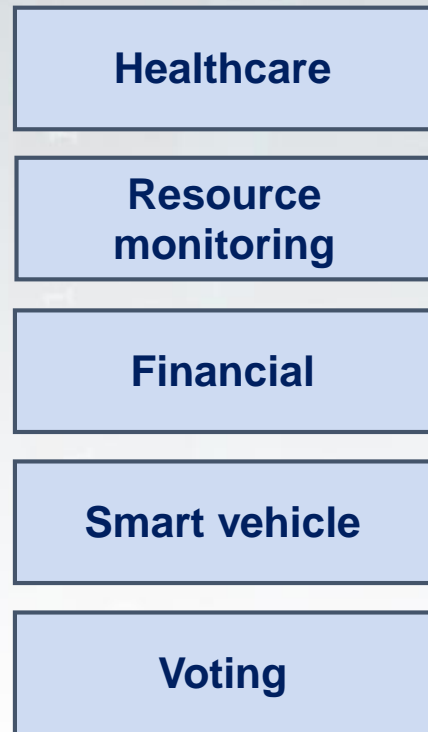 Healthcare
Resource
monitoring
Financial
Smart vehicle
Voting